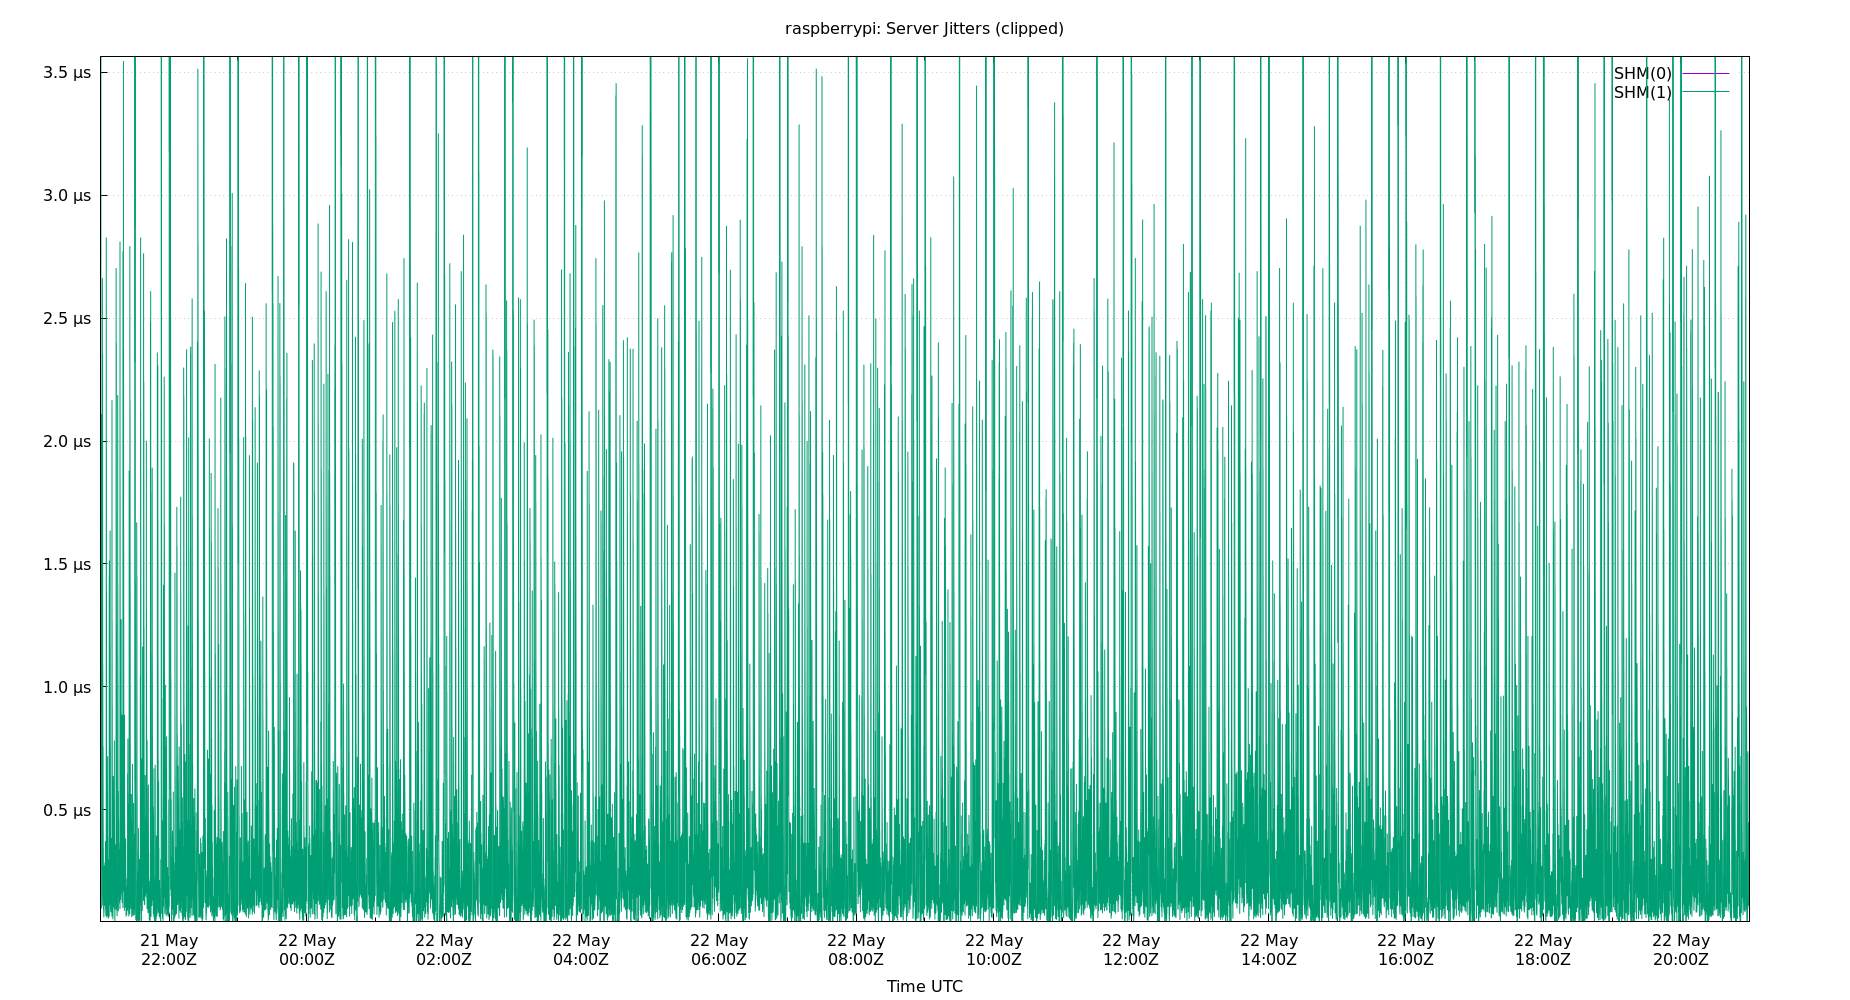 raspberrypi: Server Jitters (clipped)
3.5 μs
3.0 μs
2.5 μs
2.0 μs
1.5 μs
1.0 μs
0.5 μs
SHM(0)
SHM(1)
21 May 22 May 22 May 22 May 22 May 22 May 22 May 22 May 22 May 22 May 22 May 22 May
22:00Z 00:00Z 02:00Z 04:00Z 06:00Z 08:00Z 10:00Z 12:00Z 14:00Z 16:00Z 18:00Z 20:00Z
Time UTC